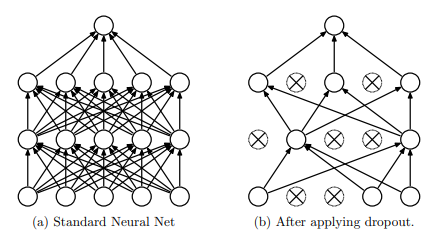 (a) Standard Neural Net
(b) After applying dropout.